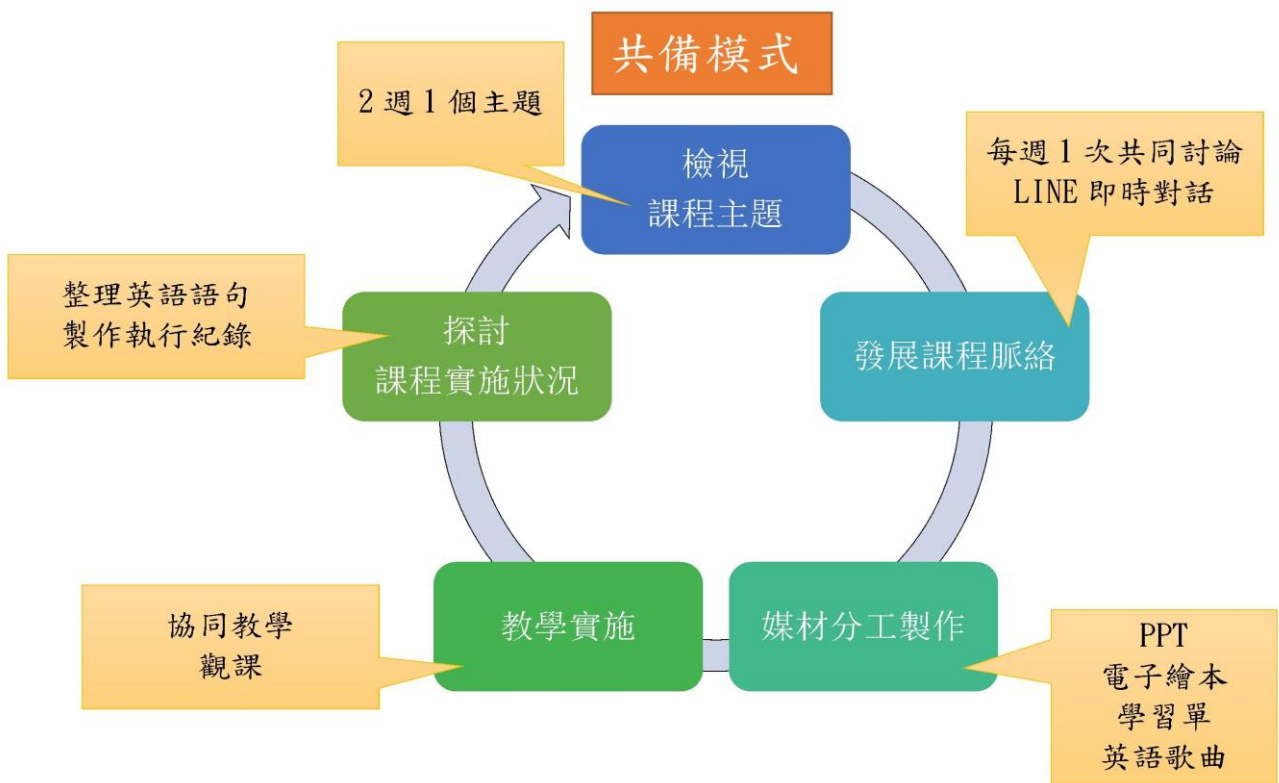 共備模式
2週1個主題
檢視
課程主題
每週1次共同討論
LINE即時對話
發展課程脈絡
媒材分工製作
PPT
電子繪本
學習單
英語歌曲
教學實施
協同教學
觀課
探討
課程實施狀況
整理英語語句
製作執行紀錄